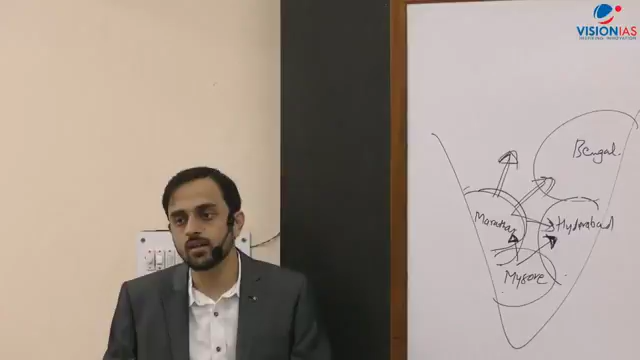 VISIONIAS
INSPIRING INNOVATION
Bengal
Marathas
Hyderabad
Mysore